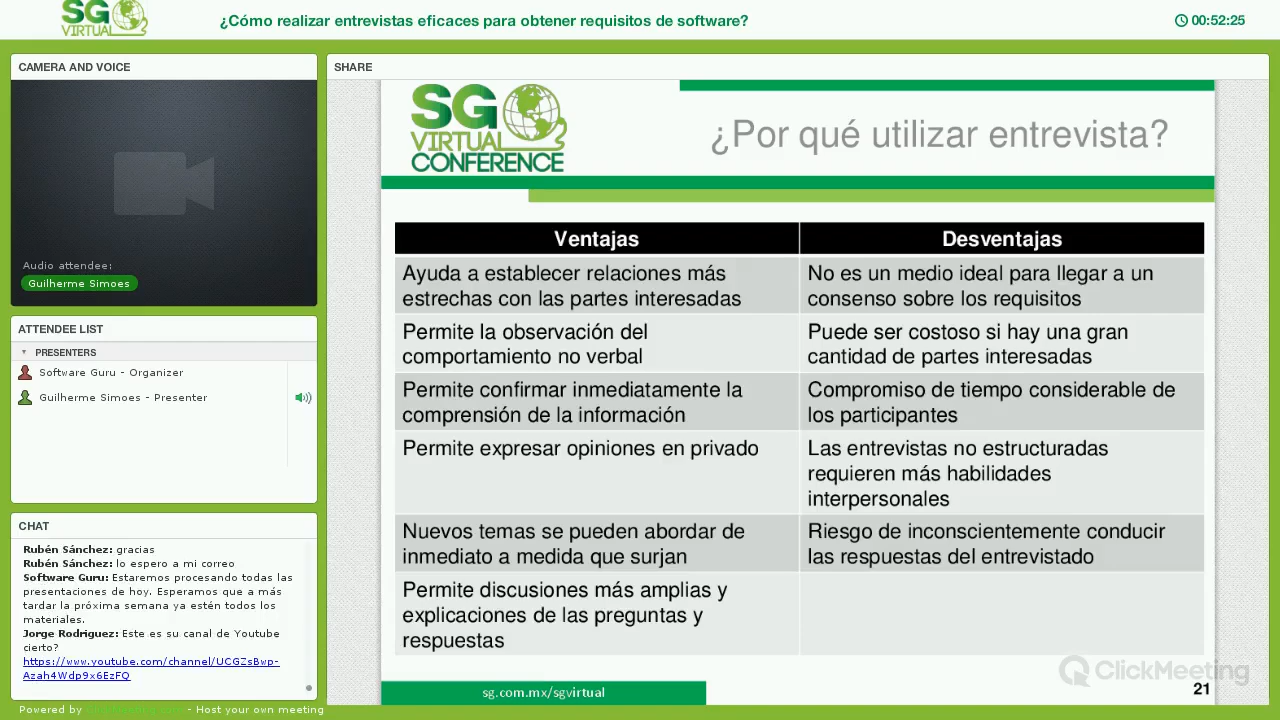 SG
VIRTUAL
¿Cómo realizar entrevistas eficaces para obtener requisitos de software?
00:52:25
CAMERA AND VOICE
Audio attendee:
Guilherme Simoes
ATTENDEE LIST
PRESENTERS
Software Guru - Organizer
Guilherme Simoes - Presenter
CHAT
Rubén Sánchez: gracias
Rubén Sánchez: lo espero a mi correo
Software Guru: Estaremos procesando todas las
presentaciones de hoy. Esperamos que a más
tardar la próxima semana ya estén todos los
materiales.
Jorge Rodriguez: Este es su canal de Youtube
cierto?
https://www.youtube.com/channel/UCGZsBwp-
Azah4Wdp9x6EzFQ
Powered by ClickMeeting.com - Host your own meeting
SHARE
SG
VIRTUAL
CONFERENCE
¿Por qué utilizar entrevista?
Ventajas
Desventajas
Ayuda a establecer relaciones más
estrechas con las partes interesadas
No es un medio ideal para llegar a un
consenso sobre los requisitos
Permite la observación del
comportamiento no verbal
Puede ser costoso si hay una gran
cantidad de partes interesadas
Permite confirmar inmediatamente la
comprensión de la información
Compromiso de tiempo considerable de
los participantes
Permite expresar opiniones en privado
Las entrevistas no estructuradas
requieren más habilidades
interpersonales
Nuevos temas se pueden abordar de
inmediato a medida que surjan
Riesgo de inconscientemente conducir
las respuestas del entrevistado
Permite discusiones más amplias y
explicaciones de las preguntas y
respuestas
ClickMeeting
sg.com.mx/sgvirtual
21